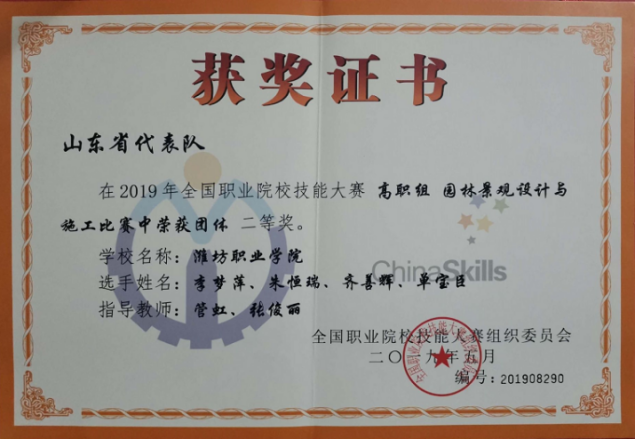 获奖证书
山东省代表队
在2019年全国职业院校技能大赛 高职组 园林景观设计与
施工比赛中荣获团体 二等奖。
学校名称：潍坊职业学院
ChinaSkills
选手姓名：李梦萍、朱恒瑞、齐善辉、单宝臣
指导教师：管虹、张俊丽
全国职业院校技能大赛组织委员会
二〇一九年五月
编号：201908290